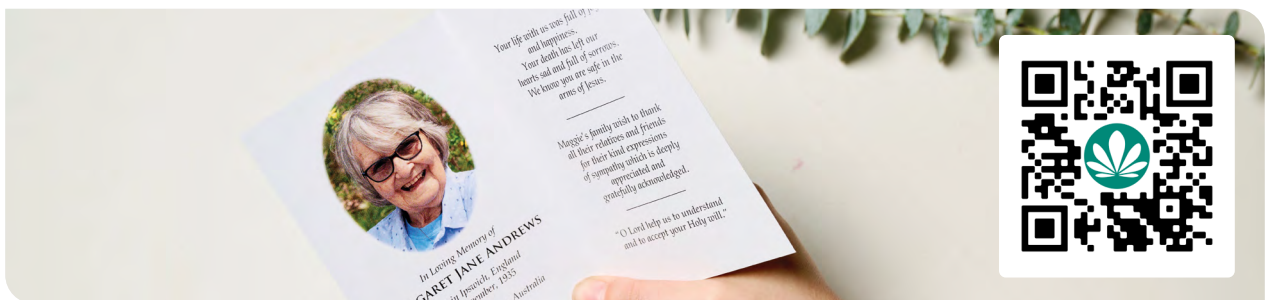 Your life with us was full of
and happiness.
Your death has left our
hearts sad and full of sorrows.
We know you are safe in the
arms of Jesus.
Maggie's family wish to thank
all their relatives and friends
for their kind expressions
of sympathy which is deeply
appreciated and
gratefully acknowledged.
"O Lord help us to understand
and to accept your Holy will."
In Loving Memory of
GARET JANE ANDREWS
in Ipswich, England
1935
Australia